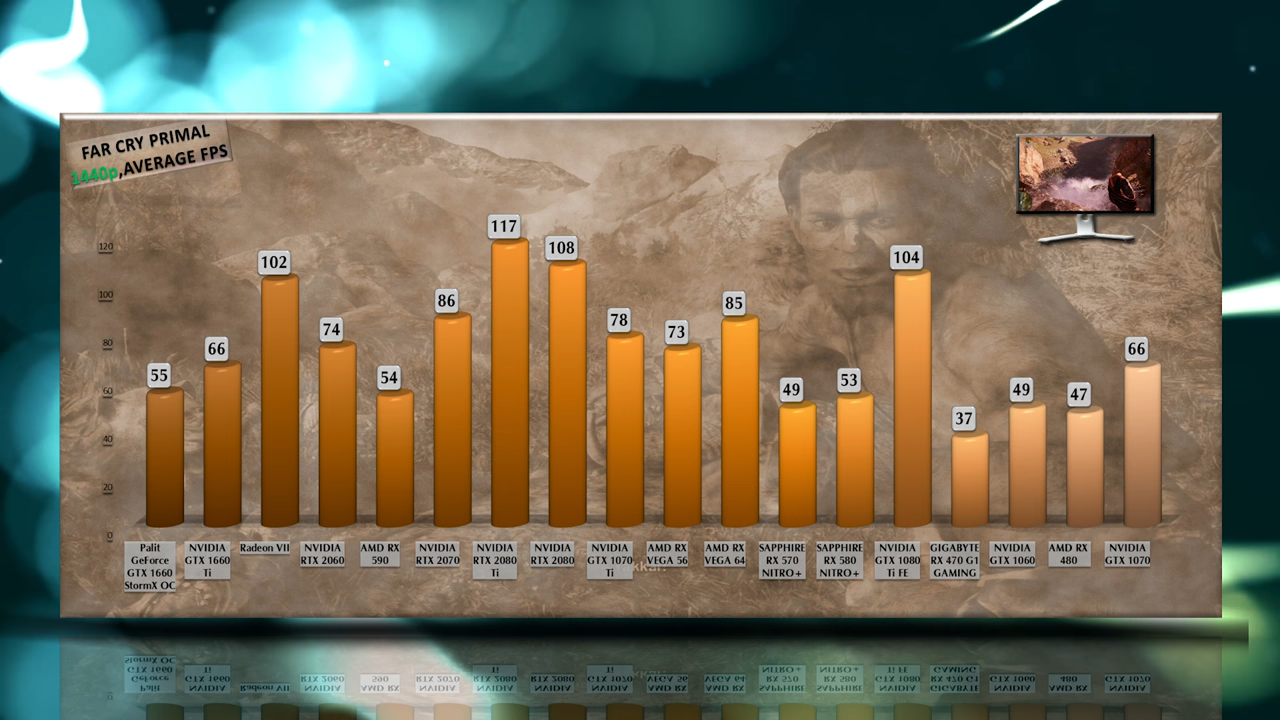 FAR CRY PRIMAL
1440p,AVERAGE FPS
120
100
80
60
40
20
0
55
66
102
74
54
86
117
108
78
73
85
49
53
104
37
49
47
66
Palit
GeForce
GTX 1660
StormX OC
NVIDIA
GTX 1660
Ti
Radeon VII
NVIDIA
RTX 2060
AMD RX
590
NVIDIA
RTX 2070
NVIDIA
RTX 2080
Ti
NVIDIA
RTX 2080
NVIDIA
GTX 1070
Ti
AMD RX
VEGA 56
AMD RX
VEGA 64
SAPPHIRE
RX 570
NITRO+
SAPPHIRE
RX 580
NITRO+
NVIDIA
GTX 1080
Ti FE
GIGABYTE
RX 470 G1
GAMING
NVIDIA
GTX 1060
AMD RX
480
NVIDIA
GTX 1070